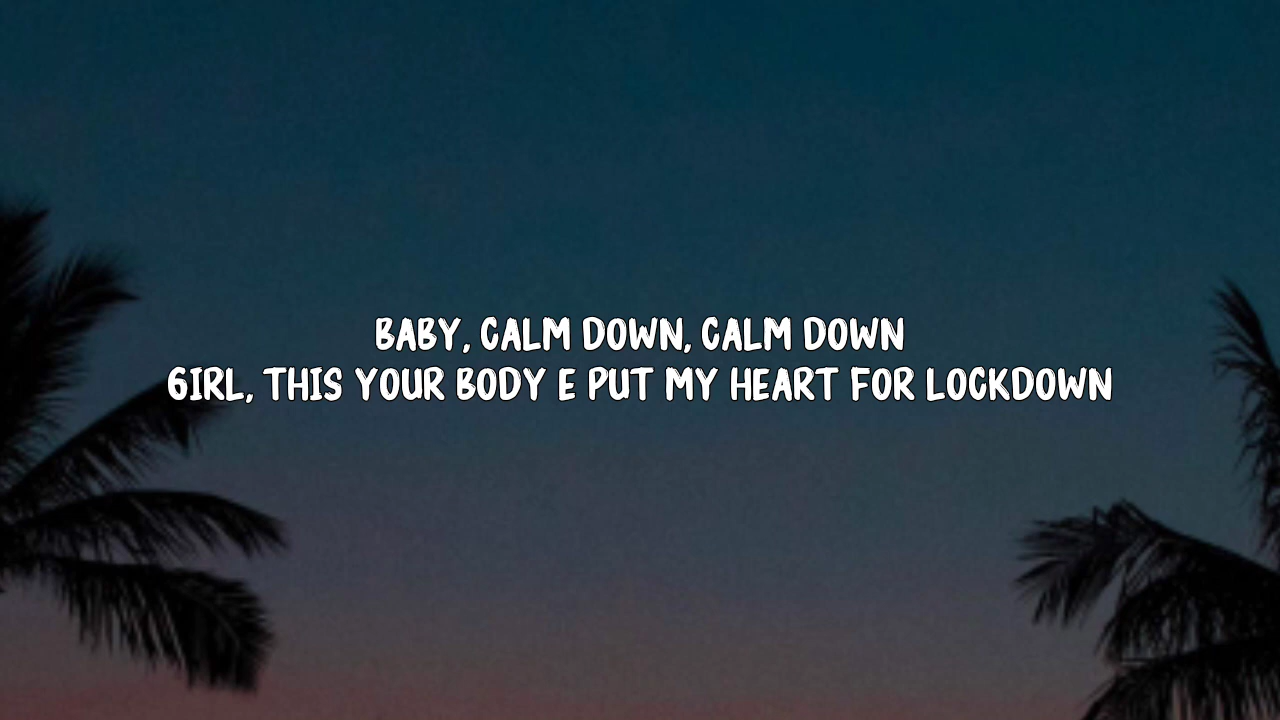 BABY, CALM DOWN, CALM DOWN
GIRL, THIS YOUR BODY E PUT MY HEART FOR LOCKDOWN